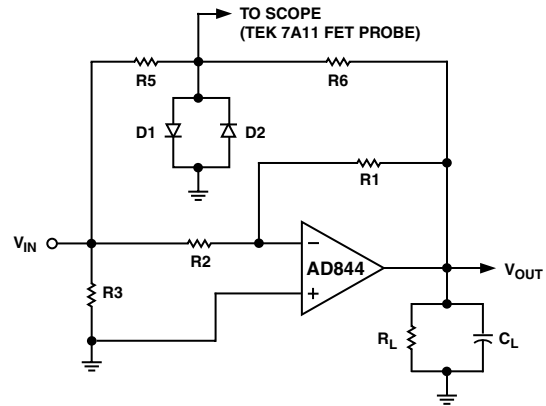 TO SCOPE
(TEK 7A11 FET PROBE)
R5
R6
D1
D2
R1
V_IN
R2
AD844
−
+
V_OUT
R3
R_L
C_L